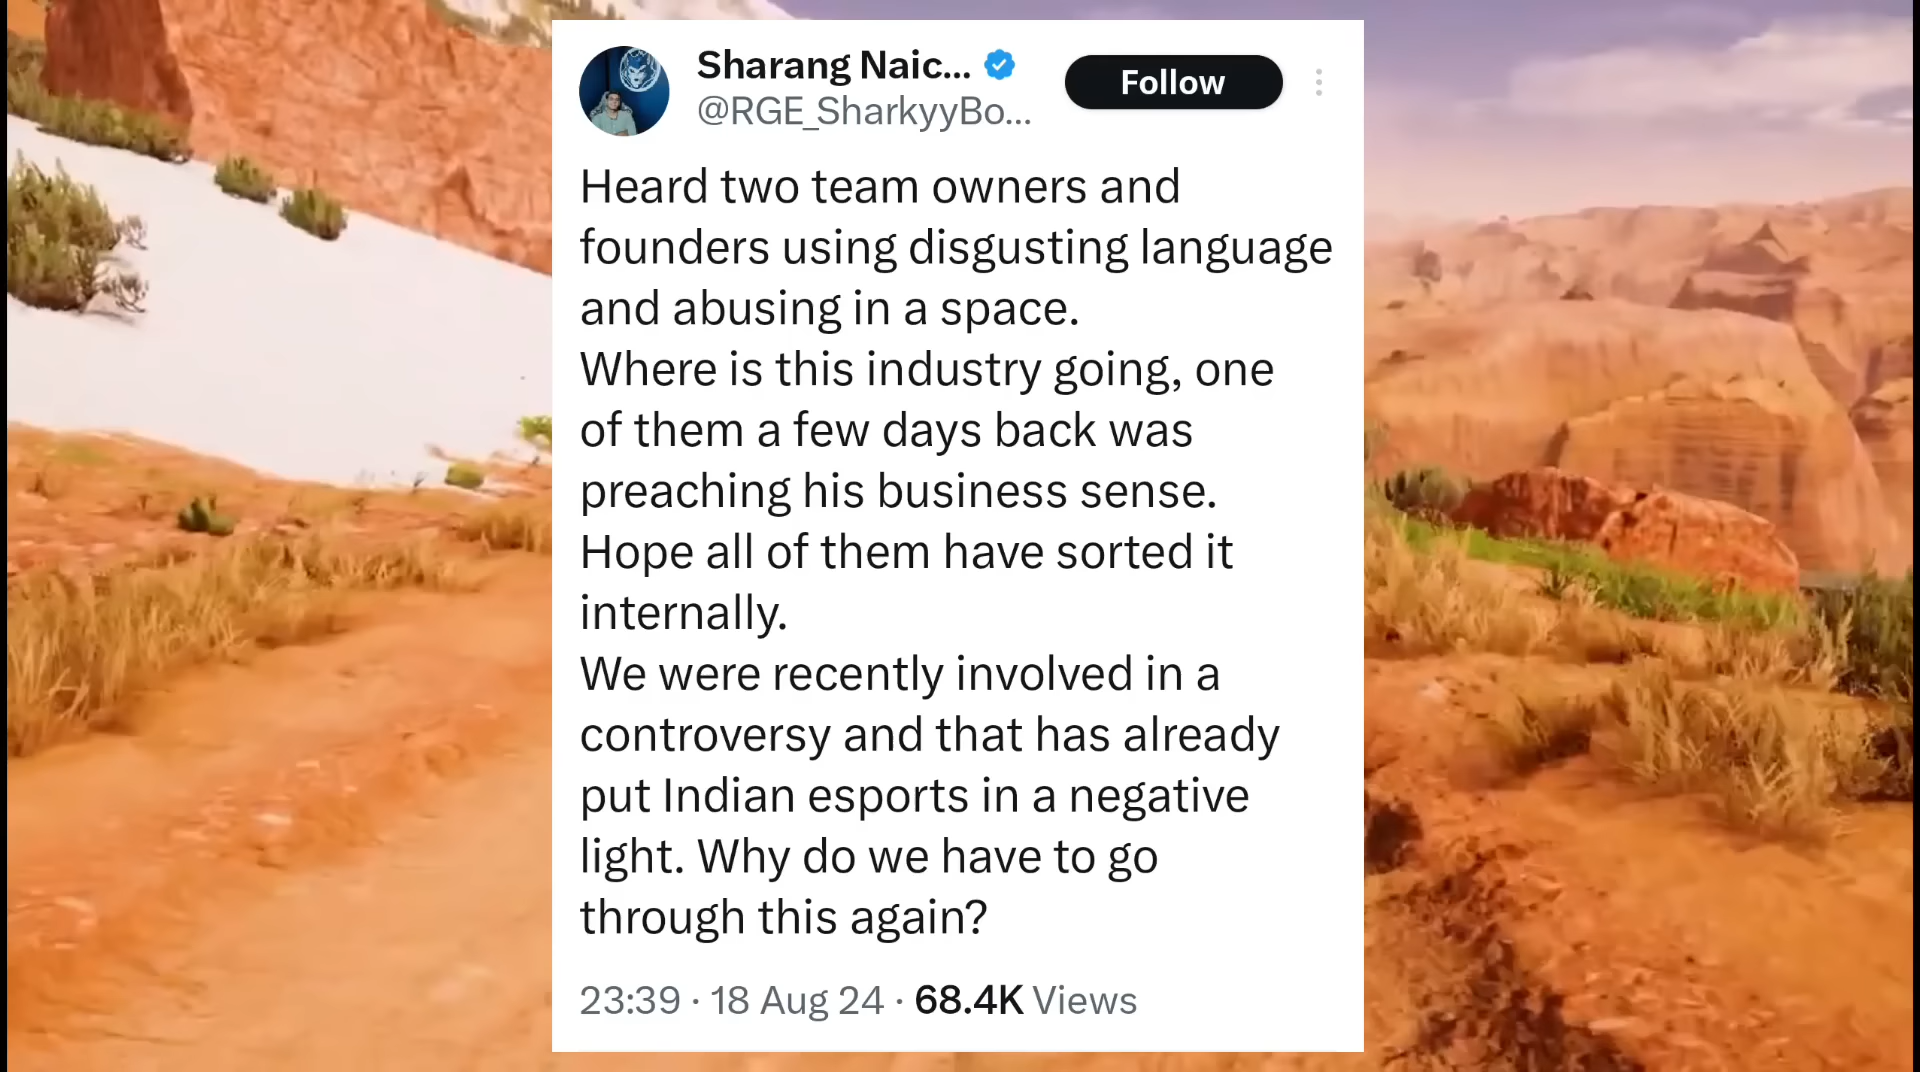 Sharang Naic...
Follow
@RGE_SharkyyBo...
Heard two team owners and
founders using disgusting language
and abusing in a space.
Where is this industry going, one
of them a few days back was
preaching his business sense.
Hope all of them have sorted it
internally.
We were recently involved in a
controversy and that has already
put Indian esports in a negative
light. Why do we have to go
through this again?
23:39 · 18 Aug 24 · 68.4K Views